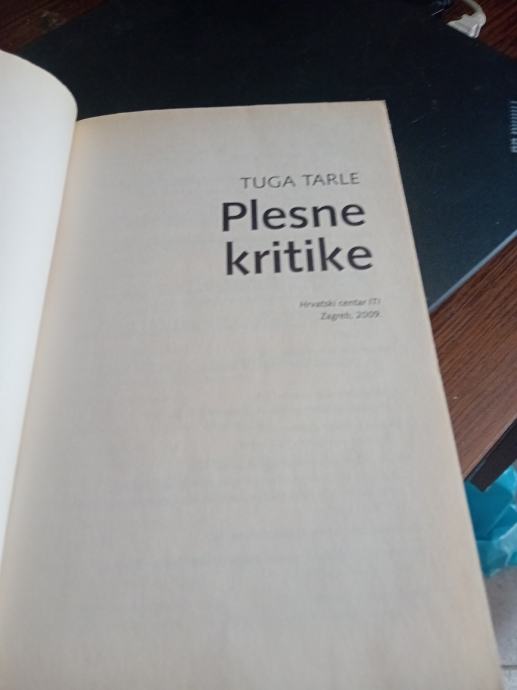 TUGA TARLE
Plesne
kritike
Hrvatski centar ITI
Zagreb, 2009.